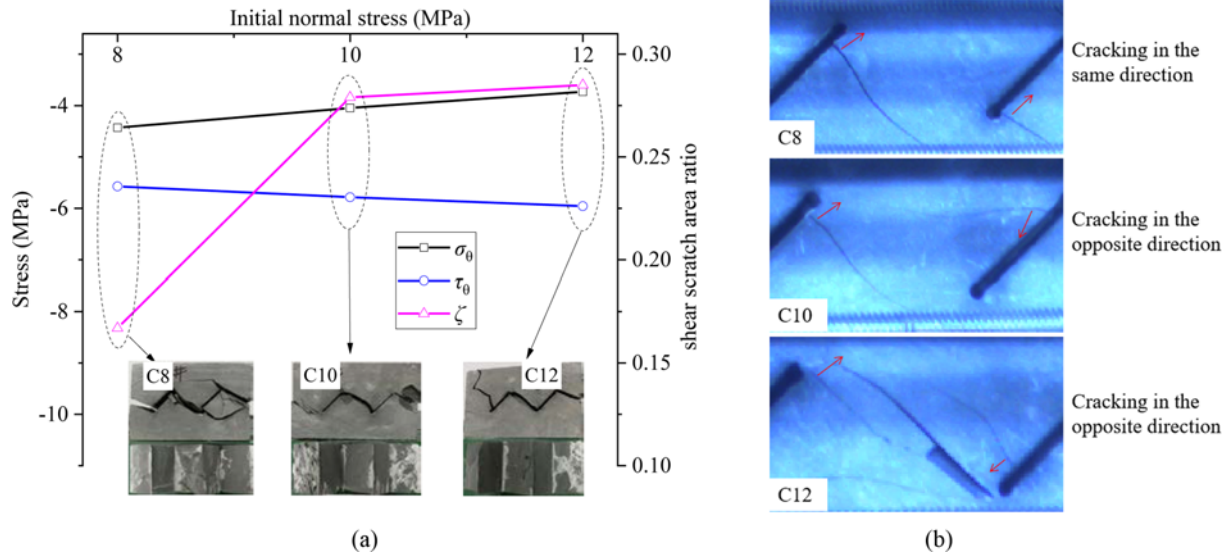 Initial normal stress (MPa)
8 10 12
-4
-6
-8
-10
Stress (MPa)
0.30
0.25
0.20
0.15
0.10
shear scratch area ratio
σθ
τθ
ζ
C8
C10
C12
(a)
C8
Cracking in the
same direction
C10
Cracking in the
opposite direction
C12
Cracking in the
opposite direction
(b)